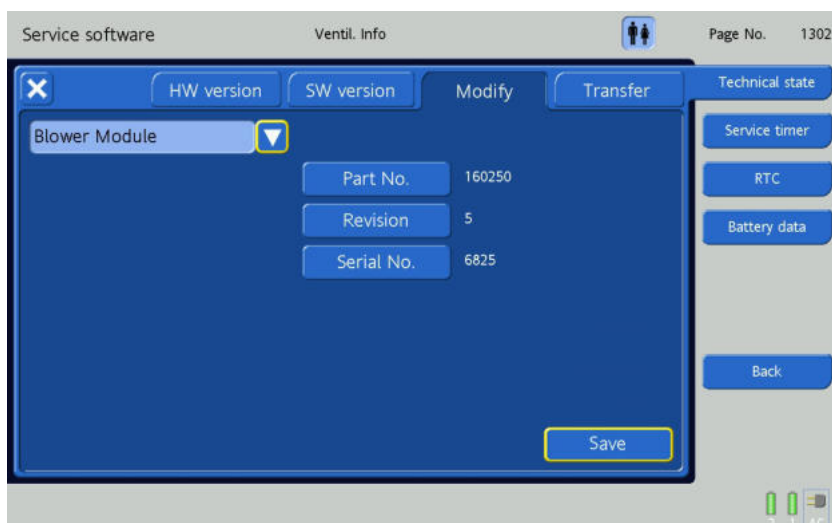 Service software
Ventil. Info
Page No. 1302
HW version
SW version
Modify
Transfer
Technical state
Blower Module
Service timer
Part No. 160250
RTC
Revision 5
Battery data
Serial No. 6825
Back
Save